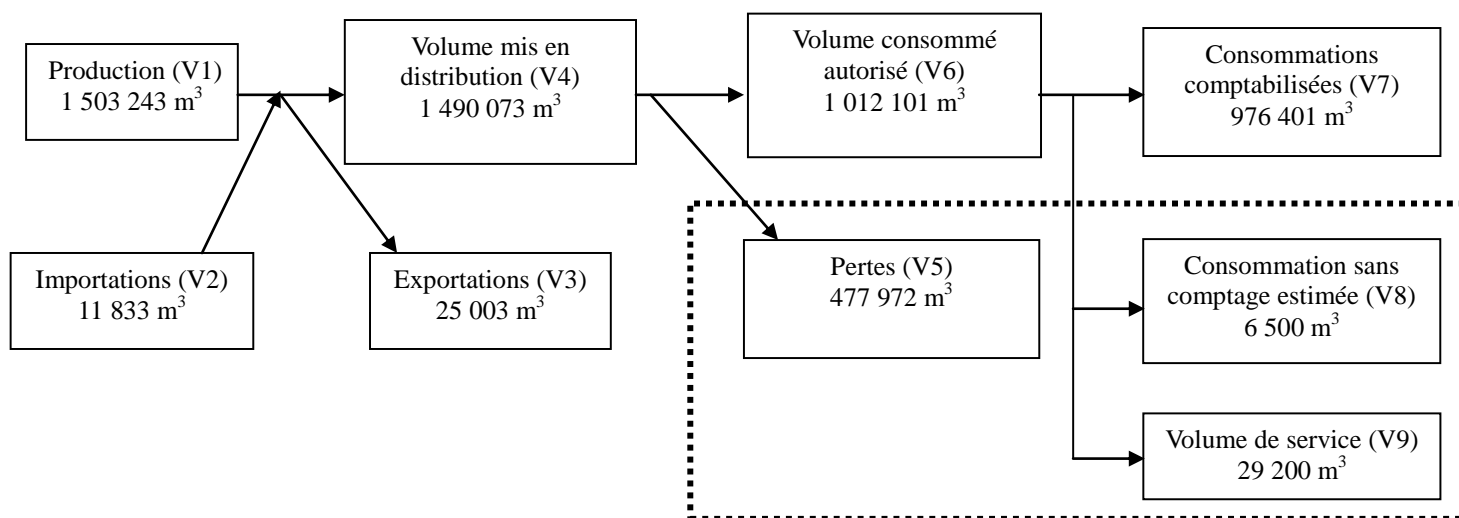 Production (V1)
1 503 243 m³
Volume mis en
distribution (V4)
1 490 073 m³
Volume consommé
autorisé (V6)
1 012 101 m³
Consommations
comptabilisées (V7)
976 401 m³
Importations (V2)
11 833 m³
Exportations (V3)
25 003 m³
Pertes (V5)
477 972 m³
Consommation sans
comptage estimée (V8)
6 500 m³
Volume de service (V9)
29 200 m³